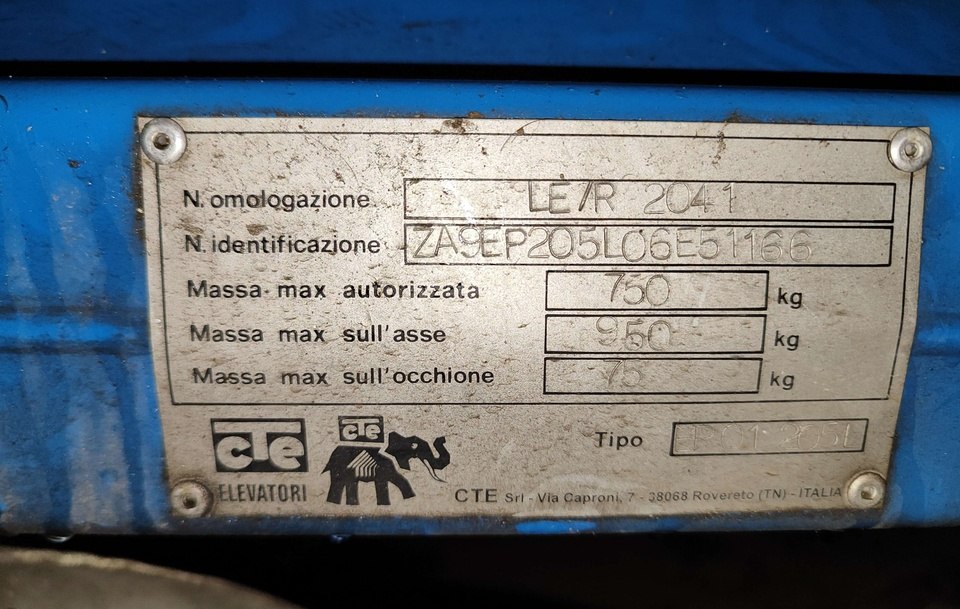 N. omologazione LE/R 2041
N. identificazione ZA9EP205L06E51166
Massa max autorizzata 750 kg
Massa max sull'asse 950 kg
Massa max sull'occhione 75 kg
cTe
ELEVATORI
cTe
Tipo
CTE Srl - Via Caproni, 7 - 38068 Rovereto (TN) - ITALIA